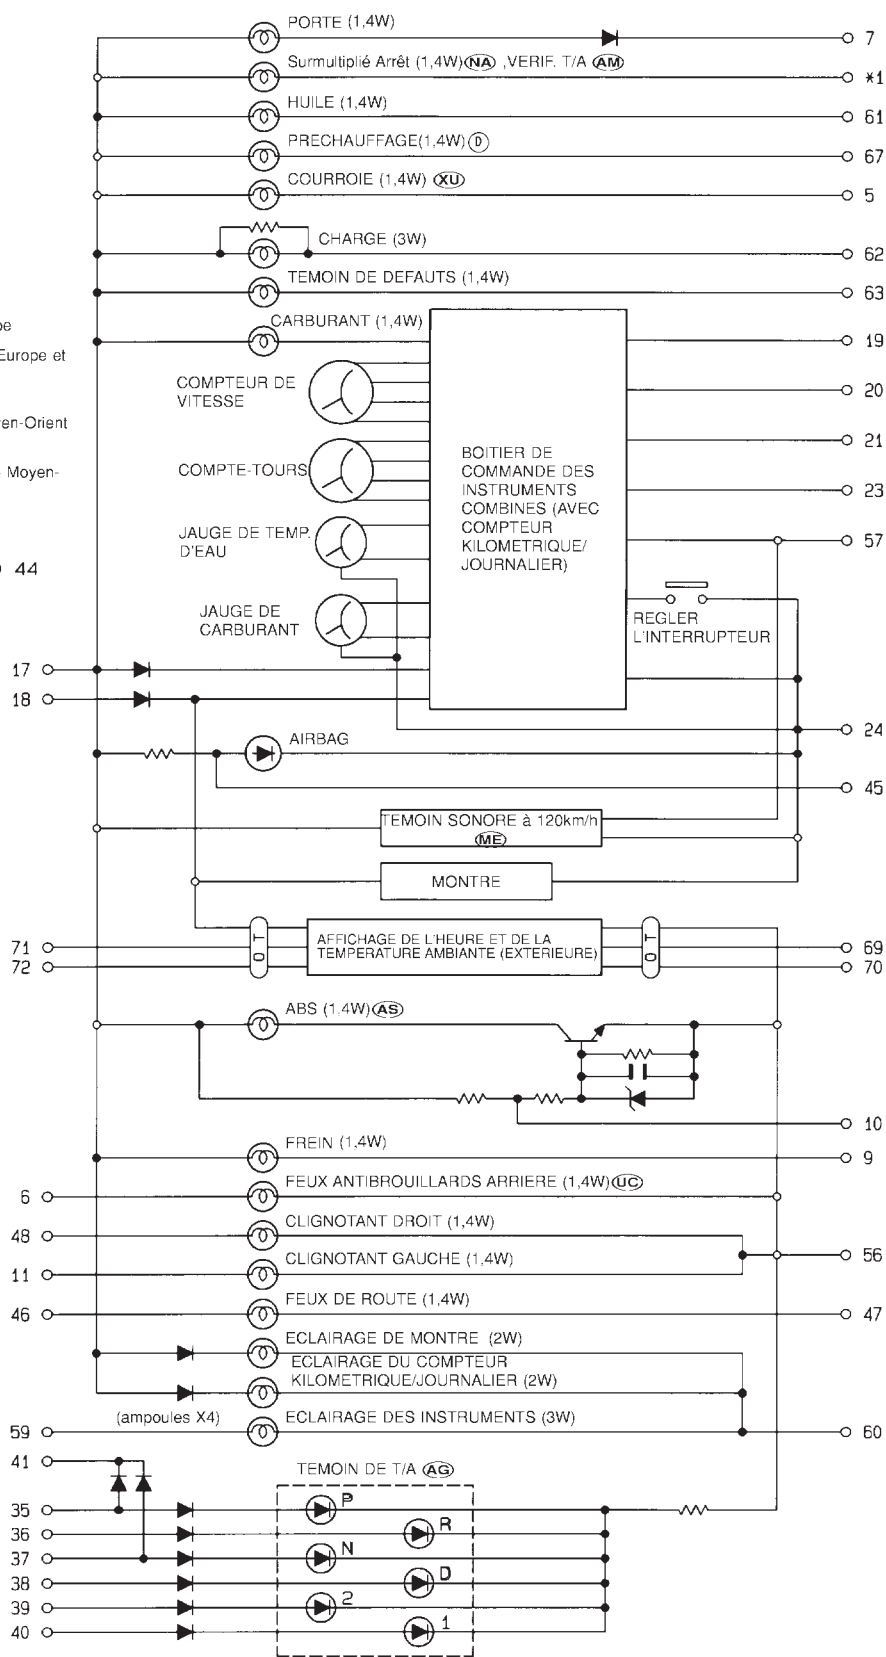 PORTE (1,4W)
7
Surmultiplié Arrêt (1,4W) NA ,VERIF. T/A AM
*1
HUILE (1,4W)
61
PRECHAUFFAGE(1,4W) D
67
COURROIE (1,4W) XU
5
CHARGE (3W)
62
TEMOIN DE DEFAUTS (1,4W)
63
CARBURANT (1,4W)
19
Europe et
COMPTEUR DE
VITESSE
20
en-Orient
21
COMPTE-TOURS
Moyen-
23
BOITIER DE
COMMANDE DES
INSTRUMENTS
COMBINES (AVEC
COMPTEUR
KILOMETRIQUE/
JOURNALIER)
JAUGE DE TEMP.
D'EAU
57
44
JAUGE DE
CARBURANT
REGLER
L'INTERRUPTEUR
17
18
24
AIRBAG
45
TEMOIN SONORE à 120km/h
ME
MONTRE
71
72
OT
AFFICHAGE DE L'HEURE ET DE LA
TEMPERATURE AMBIANTE (EXTERIEURE)
OT
69
70
ABS (1,4W) AS
10
FREIN (1,4W)
9
FEUX ANTIBROUILLARDS ARRIERE (1,4W) UC
6
CLIGNOTANT DROIT (1,4W)
48
56
CLIGNOTANT GAUCHE (1,4W)
11
FEUX DE ROUTE (1,4W)
46
47
ECLAIRAGE DE MONTRE (2W)
ECLAIRAGE DU COMPTEUR
KILOMETRIQUE/JOURNALIER (2W)
(ampoules X4)
ECLAIRAGE DES INSTRUMENTS (3W)
59
60
41
TEMOIN DE T/A AG
35
P
36
R
37
N
38
D
39
2
40
1